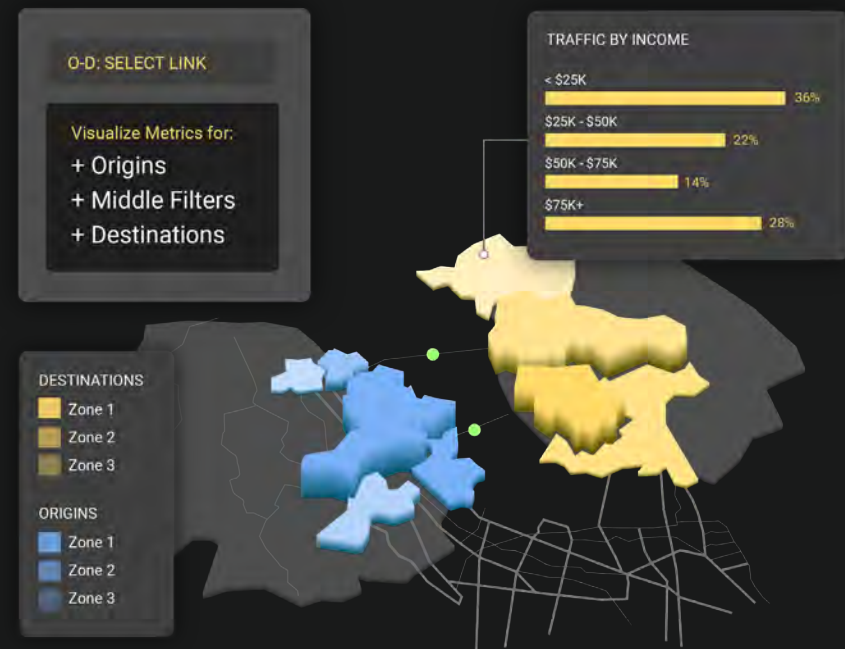 O-D: SELECT LINK
Visualize Metrics for:
+ Origins
+ Middle Filters
+ Destinations
TRAFFIC BY INCOME
< $25K
36%
$25K - $50K
22%
$50K - $75K
14%
$75K+
28%
DESTINATIONS
Zone 1
Zone 2
Zone 3
ORIGINS
Zone 1
Zone 2
Zone 3